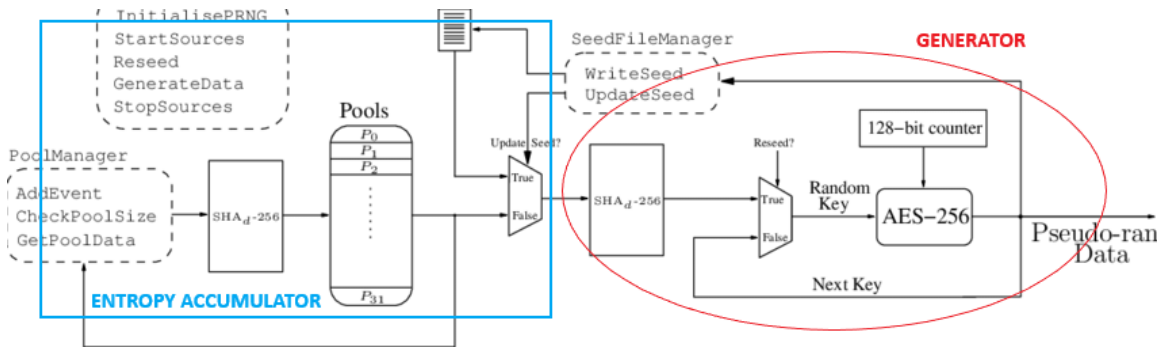 InitialisePRNG
StartSources
Reseed
GenerateData
StopSources
SeedFileManager
WriteSeed
UpdateSeed
GENERATOR
Pools
P0
P1
P2
P31
PoolManager
AddEvent
CheckPoolSize
GetPoolData
SHAd-256
Update Seed?
True
False
SHAd-256
Reseed?
True
False
128-bit counter
Random
Key
AES-256
Next Key
Pseudo-ran
Data
ENTROPY ACCUMULATOR